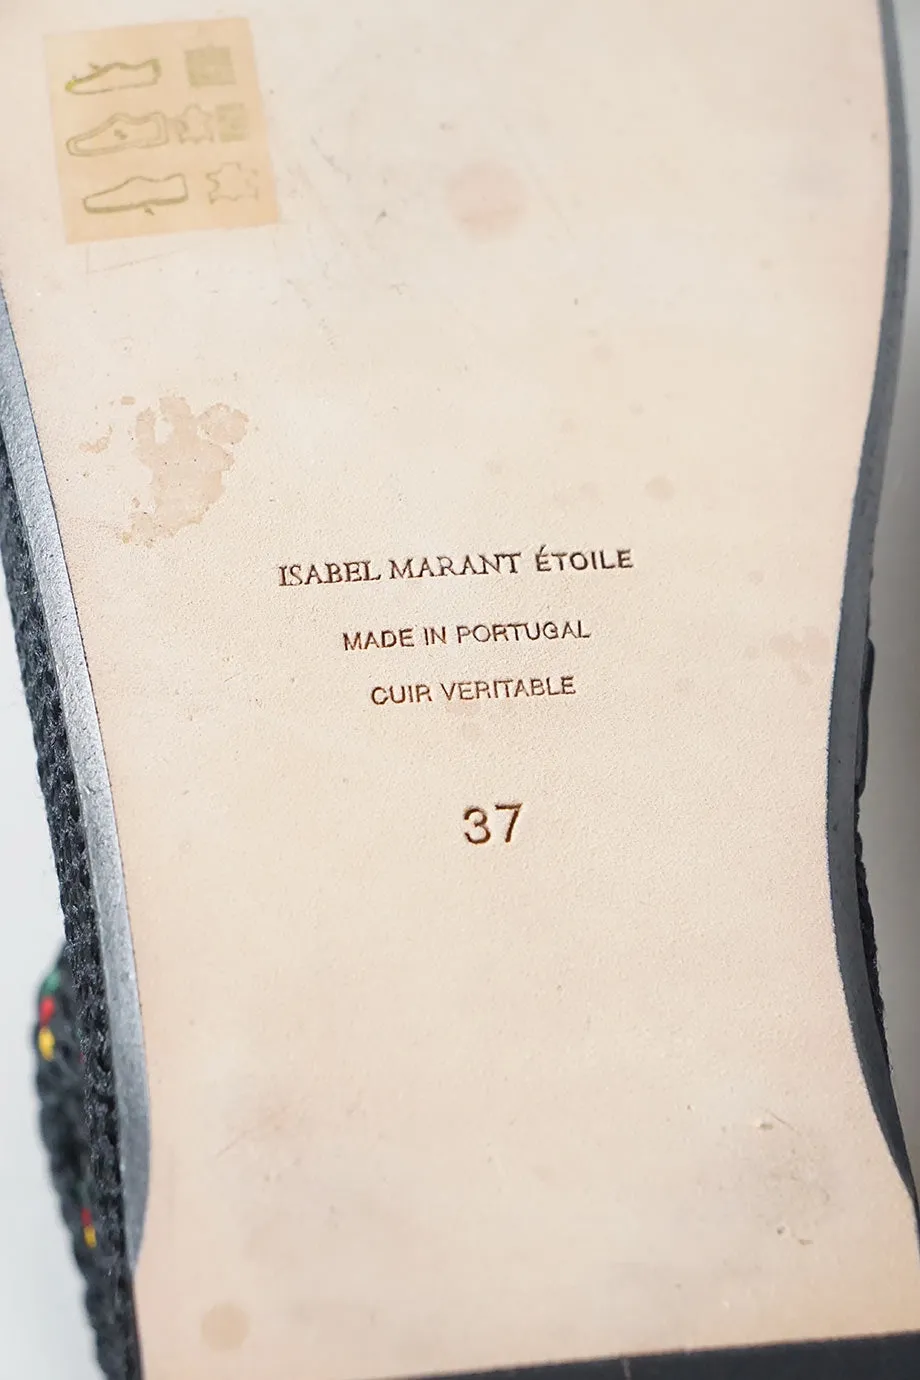 ISABEL MARANT ÉTOILE
MADE IN PORTUGAL
CUIR VERITABLE
37